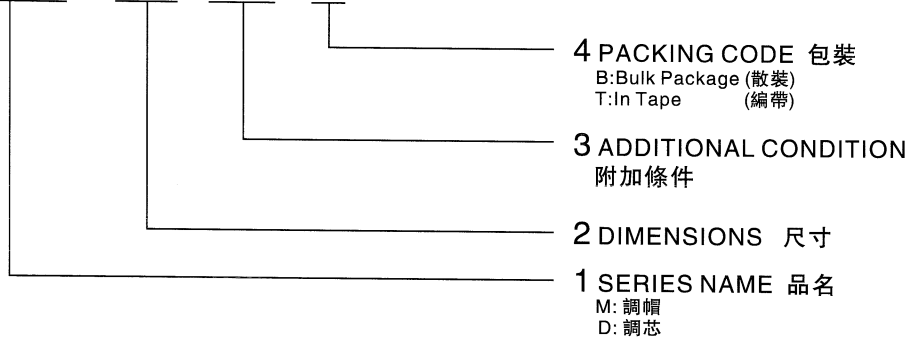 4 PACKING CODE 包裝
B:Bulk Package (散裝)
T:In Tape (編帶)
3 ADDITIONAL CONDITION
附加條件
2 DIMENSIONS 尺寸
1 SERIES NAME 品名
M: 調帽
D: 調芯